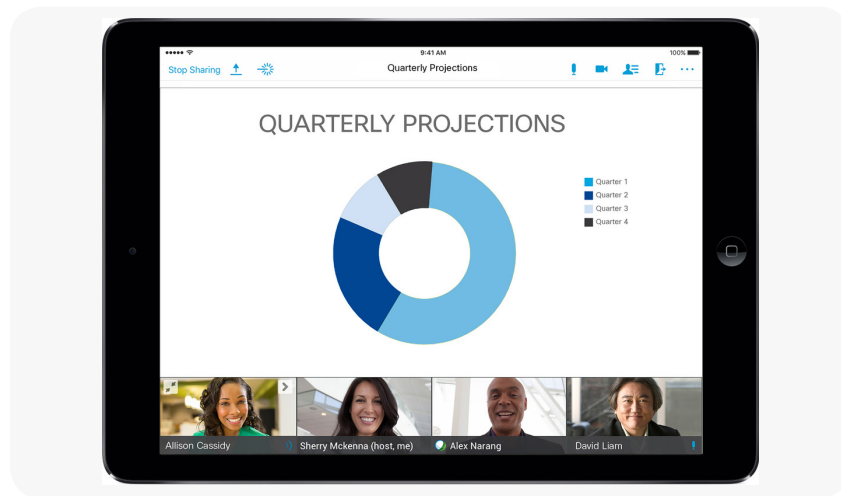 9:41 AM
100%
Stop Sharing
Quarterly Projections
QUARTERLY PROJECTIONS
Quarter 1
Quarter 2
Quarter 3
Quarter 4
Allison Cassidy
Sherry Mckenna (host, me)
Alex Narang
David Liam